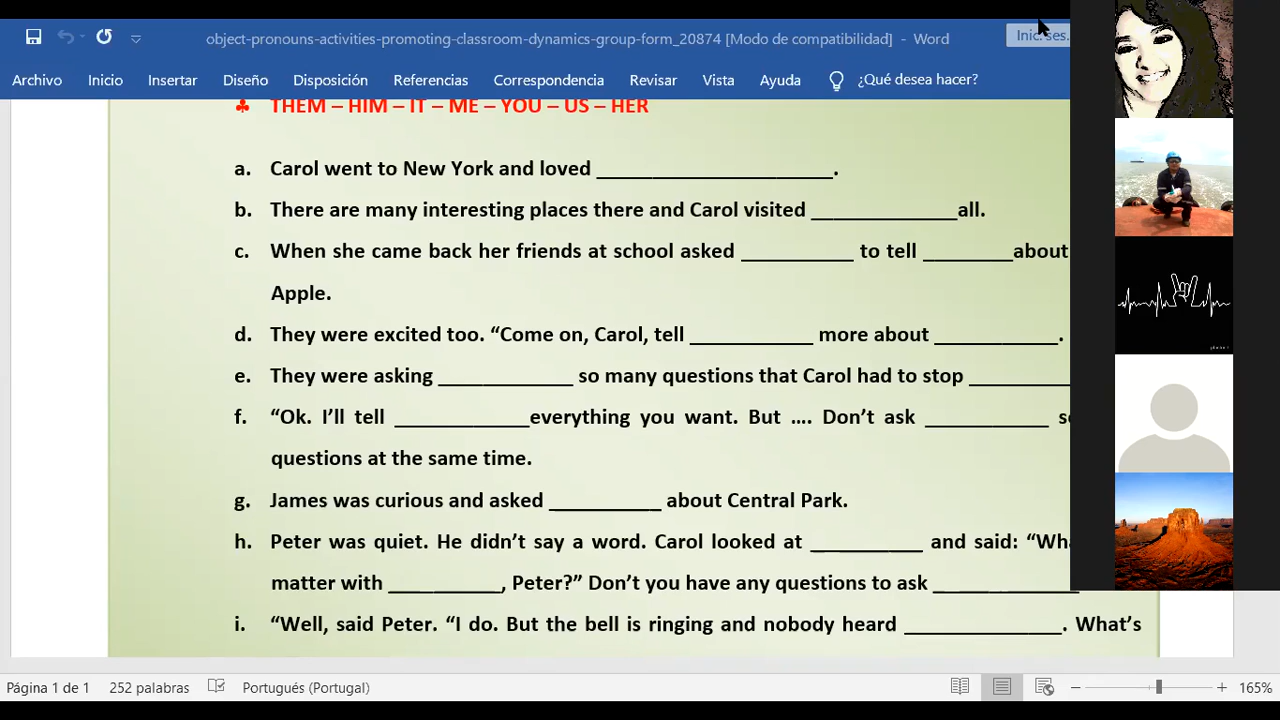 object-pronouns-activities-promoting-classroom-dynamics-group-form_20874 [Modo de compatibilidad] - Word
Inic. ses.
Archivo Inicio Insertar Diseño Disposición Referencias Correspondencia Revisar Vista Ayuda ¿Qué desea hacer?
♣ THEM – HIM – IT – ME – YOU – US – HER
a. Carol went to New York and loved _____________________.
b. There are many interesting places there and Carol visited _____________all.
c. When she came back her friends at school asked __________ to tell ________about
Apple.
d. They were excited too. “Come on, Carol, tell ___________ more about ___________.
e. They were asking ____________ so many questions that Carol had to stop _________
f. “Ok. I’ll tell ____________everything you want. But …. Don’t ask ___________
questions at the same time.
g. James was curious and asked __________ about Central Park.
h. Peter was quiet. He didn’t say a word. Carol looked at __________ and said:
matter with __________, Peter?” Don’t you have any questions to ask _____________
i. “Well, said Peter. “I do. But the bell is ringing and nobody heard ______________. What’s
Página 1 de 1 252 palabras Portugués (Portugal) 165%